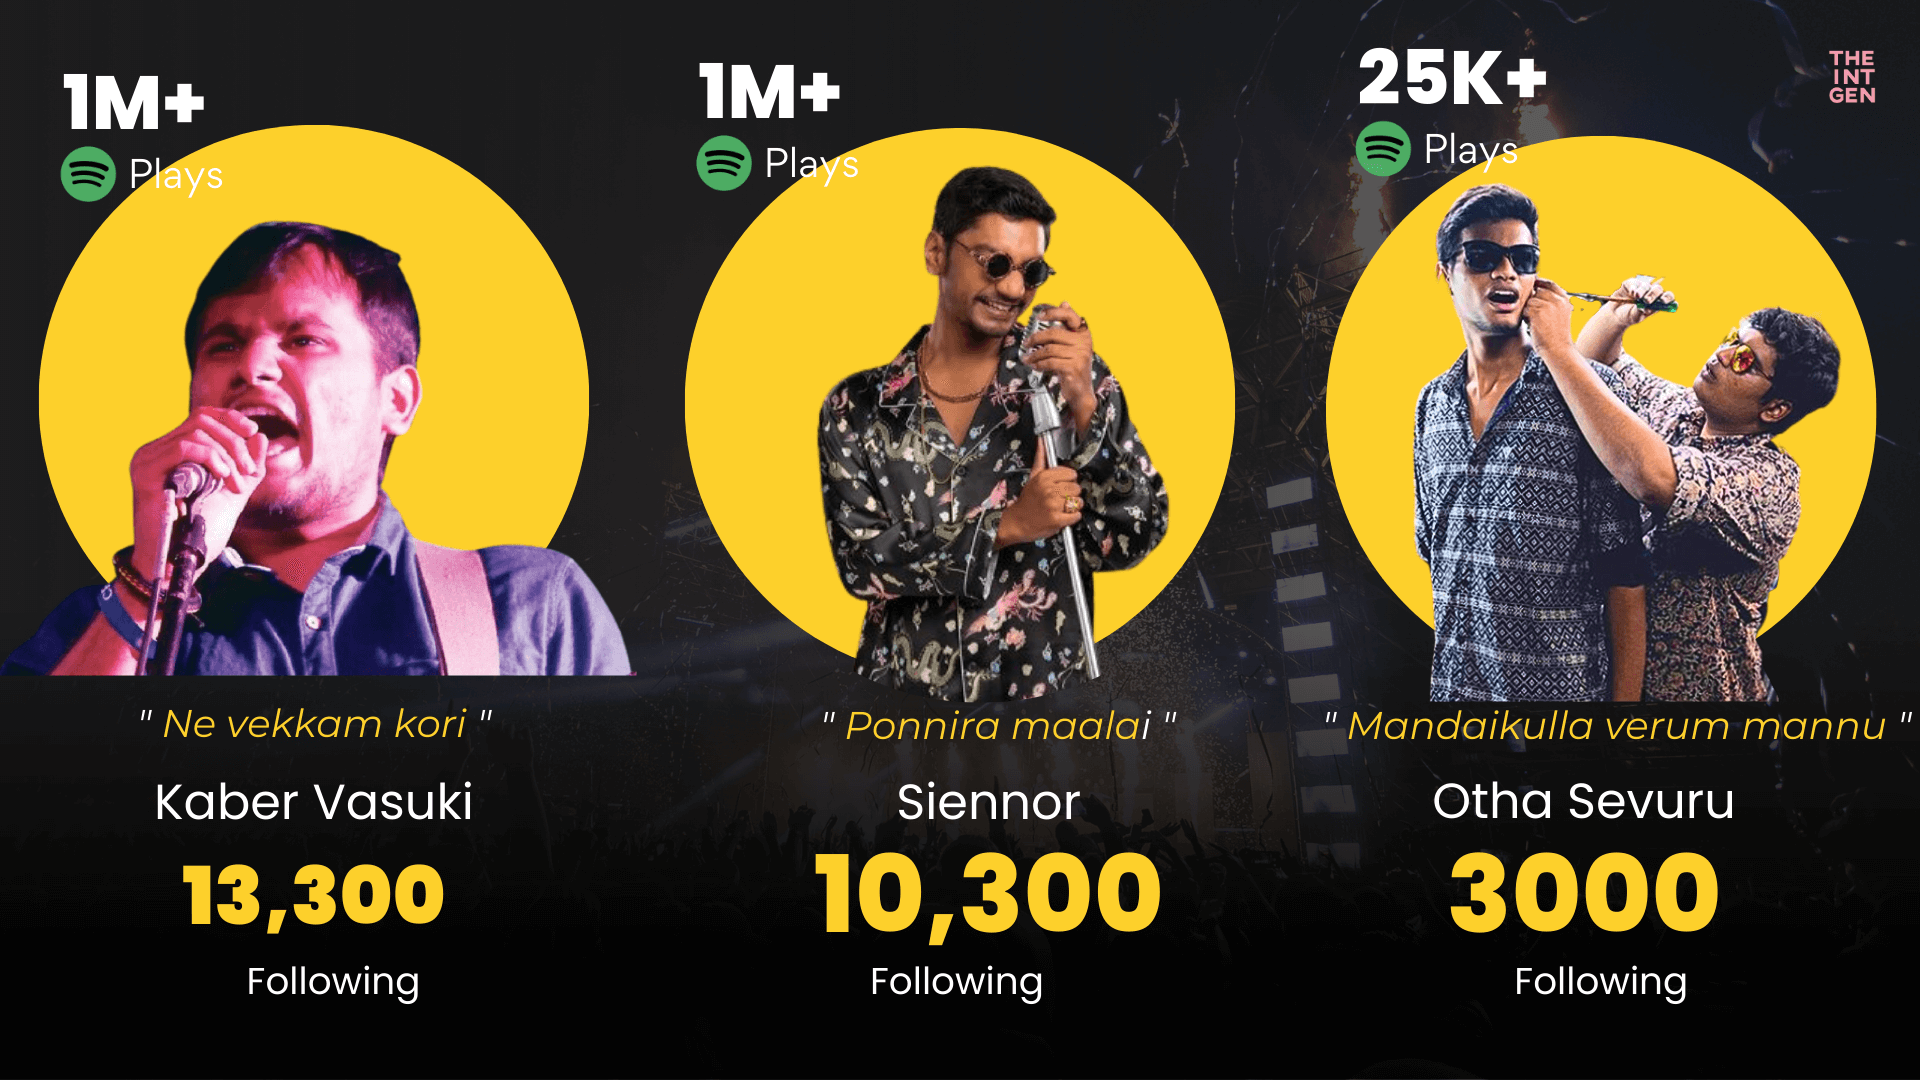 1M+
Plays
" Ne vekkam kori "
Kaber Vasuki
13,300
Following
1M+
Plays
" Ponnira maalai "
Siennor
10,300
Following
25K+
Plays
" Mandaikulla verum mannu "
Otha Sevuru
3000
Following
THE
INT
GEN